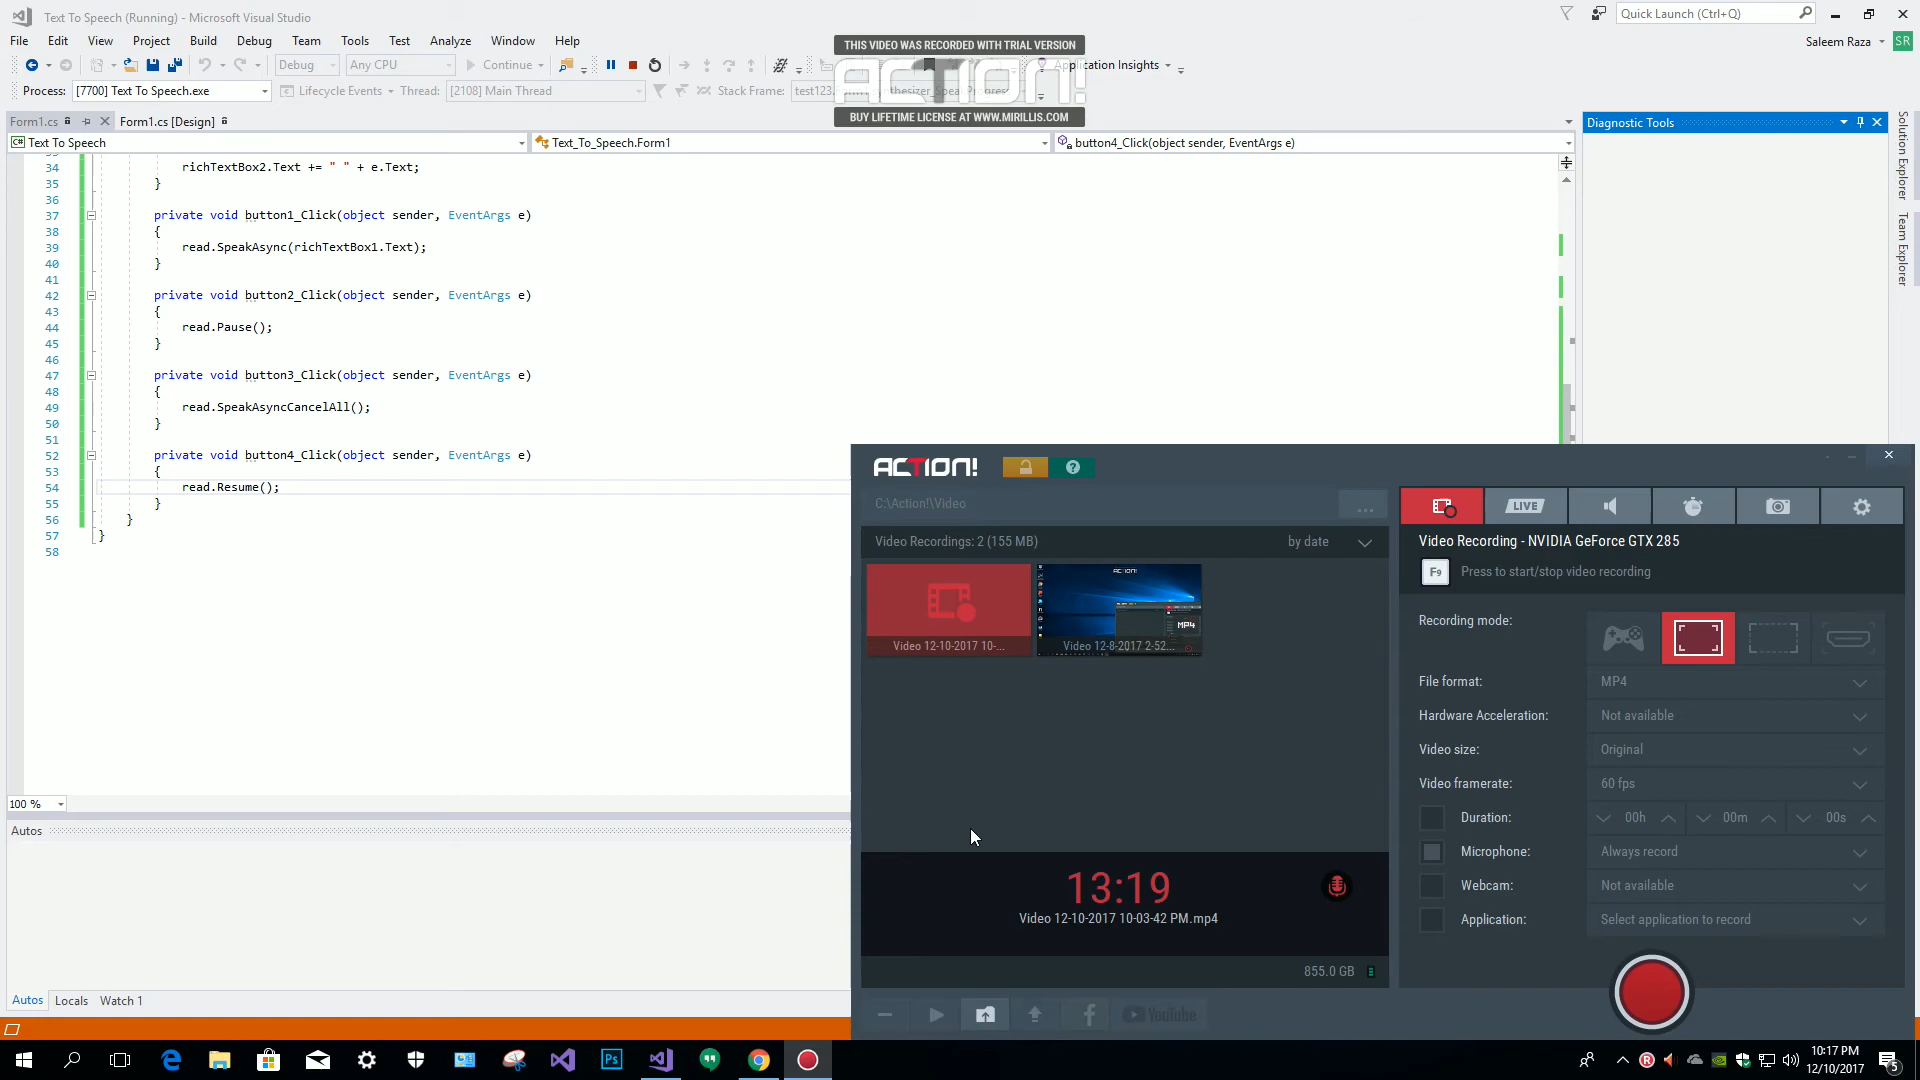 Text To Speech (Running) - Microsoft Visual Studio
Quick Launch (Ctrl+Q)
File Edit View Project Build Debug Team Tools Test Analyze Window Help
Saleem Raza SR
THIS VIDEO WAS RECORDED WITH TRIAL VERSION
ACTION!
BUY LIFETIME LICENSE AT WWW.MIRILLIS.COM
Debug Any CPU Continue Application Insights
Process: [7700] Text To Speech.exe Lifecycle Events Thread: [2108] Main Thread Stack Frame:
Form1.cs Form1.cs [Design]
Diagnostic Tools
Solution Explorer
Team Explorer
Text To Speech Text_To_Speech.Form1 button4_Click(object sender, EventArgs e)
34 richTextBox2.Text += " " + e.Text;
35 }
36
37 private void button1_Click(object sender, EventArgs e)
38 {
39 read.SpeakAsync(richTextBox1.Text);
40 }
41
42 private void button2_Click(object sender, EventArgs e)
43 {
44 read.Pause();
45 }
46
47 private void button3_Click(object sender, EventArgs e)
48 {
49 read.SpeakAsyncCancelAll();
50 }
51
52 private void button4_Click(object sender, EventArgs e)
53 {
54 read.Resume();
55 }
56 }
57 }
58
100 %
Autos
Autos Locals Watch 1
ACTION! ?
C:\Action!\Video ...
Video Recordings: 2 (155 MB) by date
Video 12-10-2017 10-...
ACTION!
MP4
Video 12-8-2017 2-52...
13:19
Video 12-10-2017 10-03-42 PM.mp4
855.0 GB
YouTube
LIVE
Video Recording - NVIDIA GeForce GTX 285
F9 Press to start/stop video recording
Recording mode:
File format: MP4
Hardware Acceleration: Not available
Video size: Original
Video framerate: 60 fps
Duration: 00h 00m 00s
Microphone: Always record
Webcam: Not available
Application: Select application to record
Ps
10:17 PM
12/10/2017
5